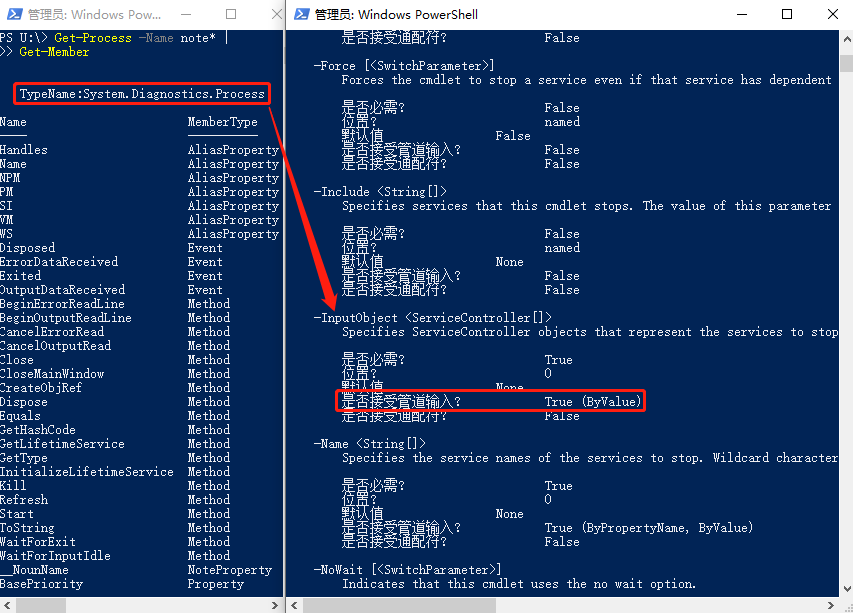 管理员: Windows Pow...
PS U:\> Get-Process -Name note* |
>> Get-Member
TypeName:System.Diagnostics.Process
Name MemberType
---- ----------
Handles AliasProperty
Name AliasProperty
NPM AliasProperty
PM AliasProperty
SI AliasProperty
VM AliasProperty
WS AliasProperty
Disposed Event
ErrorDataReceived Event
Exited Event
OutputDataReceived Event
BeginErrorReadLine Method
BeginOutputReadLine Method
CancelErrorRead Method
CancelOutputRead Method
Close Method
CloseMainWindow Method
CreateObjRef Method
Dispose Method
Equals Method
GetHashCode Method
GetLifetimeService Method
GetType Method
InitializeLifetimeService Method
Kill Method
Refresh Method
Start Method
ToString Method
WaitForExit Method
WaitForInputIdle Method
__NounName NoteProperty
BasePriority Property
管理员: Windows PowerShell
是否接受通配符? False
-Force [<SwitchParameter>]
Forces the cmdlet to stop a service even if that service has dependent
是否必需? False
位置? named
默认值 False
是否接受管道输入? False
是否接受通配符? False
-Include <String[]>
Specifies services that this cmdlet stops. The value of this parameter
是否必需? False
位置? named
默认值 None
是否接受管道输入? False
是否接受通配符? False
-InputObject <ServiceController[]>
Specifies ServiceController objects that represent the services to stop
是否必需? True
位置? 0
默认值 None
是否接受管道输入? True (ByValue)
是否接受通配符? False
-Name <String[]>
Specifies the service names of the services to stop. Wildcard character
是否必需? True
位置? 0
默认值 None
是否接受管道输入? True (ByPropertyName, ByValue)
是否接受通配符? False
-NoWait [<SwitchParameter>]
Indicates that this cmdlet uses the no wait option.